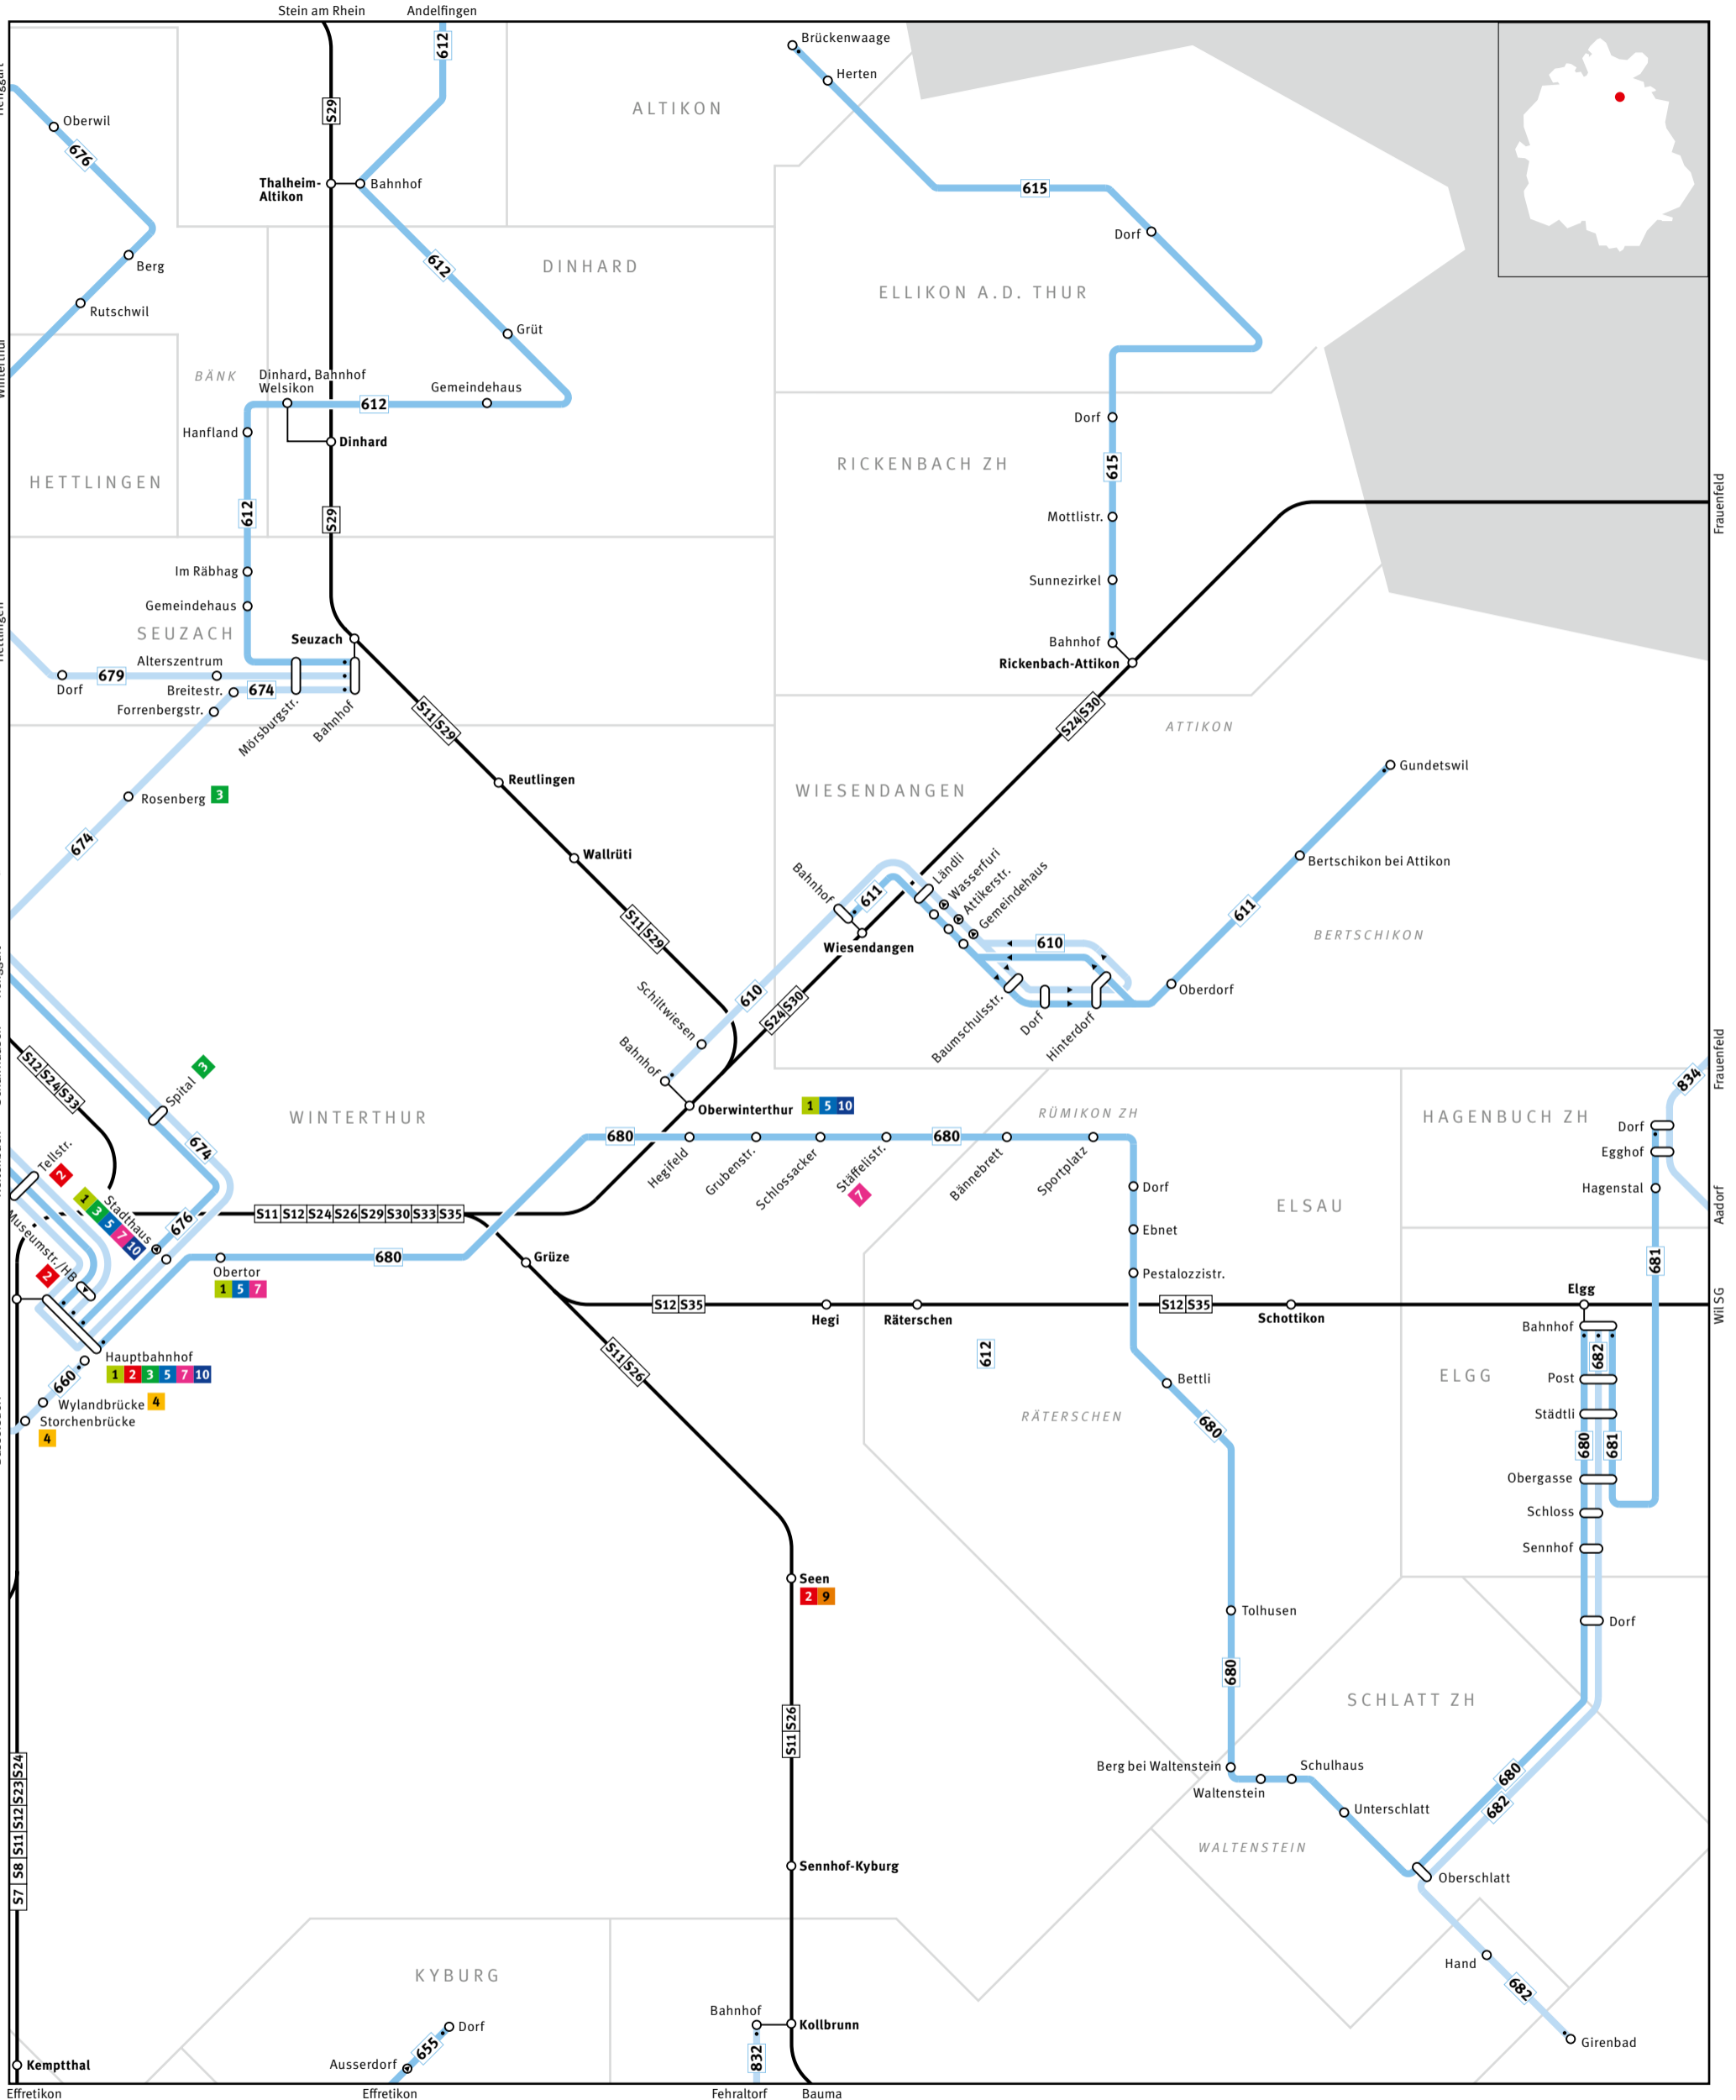 Stein am Rhein
Andelfingen
612
Brückenwaage
Herten
ALTIKON
S29
Oberwil
676
Thalheim-
Altikon
Bahnhof
615
Dorf
Berg
612
DINHARD
ELLIKON A.D. THUR
Rutschwil
Grüt
Winterthur
BÄNK
Dinhard, Bahnhof
Welsikon
612
Gemeindehaus
Hanfland
Dinhard
Dorf
RICKENBACH ZH
615
HETTLINGEN
612
S29
Mottlistr.
Frauenfeld
Im Räbhag
Sunnezirkel
Gemeindehaus
SEUZACH
Seuzach
Bahnhof
Rickenbach-Attikon
Alterszentrum
679
Dorf
Breitestr.
674
Forrenbergstr.
Mörsburgstr.
Bahnhof
S11 S29
S24 S30
ATTIKON
Reutlingen
Rosenberg 3
WIESENDANGEN
Gundetswil
674
Wallrüti
Bertschikon bei Attikon
Bahnhof
611
Ländli
Wasserfuri
Attikerstr.
Gemeindehaus
611
S11 S29
Wiesendangen
610
BERTSCHIKON
Baumschulsstr.
Dorf
Hinterdorf
Oberdorf
610
Schiltwiesen
S24 S30
Bahnhof
S12 S24 S33
Spital 3
Oberwinterthur 1 5 10
WINTERTHUR
RÜMIKON ZH
HAGENBUCH ZH
834
Frauenfeld
Dorf
Egghof
Hagenstal
Aadorf
674
Tellstr. 2
680
Hegifeld
Grubenstr.
Schlossacker
Stäffelistr.
7
680
Bännebrett
Sportplatz
Dorf
ELSAU
Stadthaus
1 3 5 7 10
676
S11 S12 S24 S26 S29 S30 S33 S35
Ebnet
Museumstr./HB
2
680
Obertor
1 5 7
Grüze
Pestalozzistr.
681
S12 S35
Hegi
Räterschen
S12 S35
Schottikon
Elgg
Wil SG
Bahnhof
682
Hauptbahnhof
1 2 3 5 7 10
660
Wylandbrücke 4
Storchenbrücke
4
S11 S26
612
RÄTERSCHEN
Bettli
680
ELGG
Post
Städtli
680
681
Obergasse
Schloss
Sennhof
Seen
2 9
Tolhusen
Dorf
680
SCHLATT ZH
S11 S26
S7 S8 S11 S12 S23 S24
Berg bei Waltenstein
Waltenstein
Schulhaus
Unterschlatt
680
682
WALTENSTEIN
Sennhof-Kyburg
Oberschlatt
Hand
682
Girenbad
KYBURG
Dorf
655
Ausserdorf
Bahnhof
Kollbrunn
832
Kemptthal
Effretikon
Effretikon
Fehraltorf
Bauma